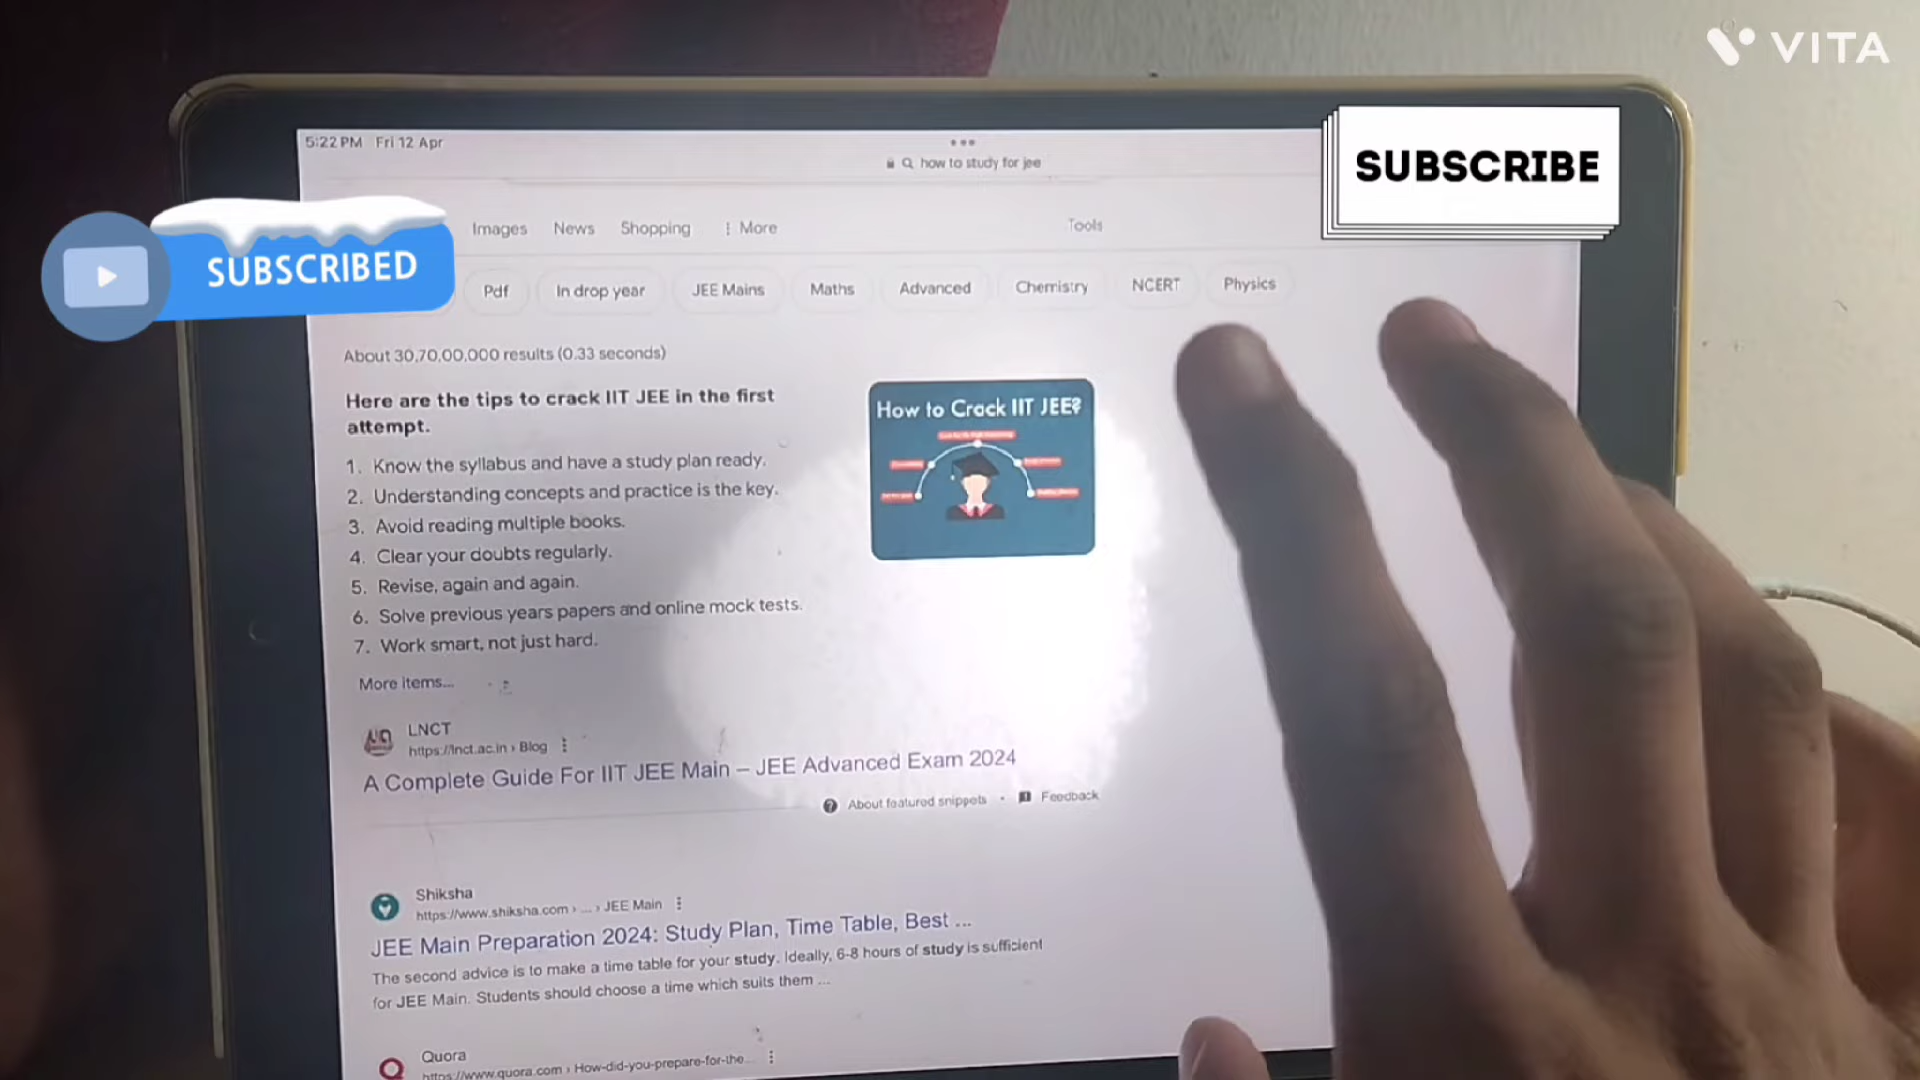 VITA
5:22 PM Fri 12 Apr
how to study for jee
SUBSCRIBE
Images News Shopping More
Tools
SUBSCRIBED
Pdf In drop year JEE Mains Maths Advanced Chemistry NCERT Physics
About 30,70,00,000 results (0.33 seconds)
Here are the tips to crack IIT JEE in the first
attempt.
How to Crack IIT JEE?
1. Know the syllabus and have a study plan ready.
2. Understanding concepts and practice is the key.
3. Avoid reading multiple books.
4. Clear your doubts regularly.
5. Revise, again and again.
6. Solve previous years papers and online mock tests.
7. Work smart, not just hard.
More items...
LNCT
https://lnct.ac.in › Blog
A Complete Guide For IIT JEE Main – JEE Advanced Exam 2024
About featured snippets • Feedback
Shiksha
https://www.shiksha.com › ... › JEE Main
JEE Main Preparation 2024: Study Plan, Time Table, Best ...
The second advice is to make a time table for your study. Ideally, 6-8 hours of study is sufficient
for JEE Main. Students should choose a time which suits them ...
Quora
https://www.quora.com › How-did-you-prepare-for-the...